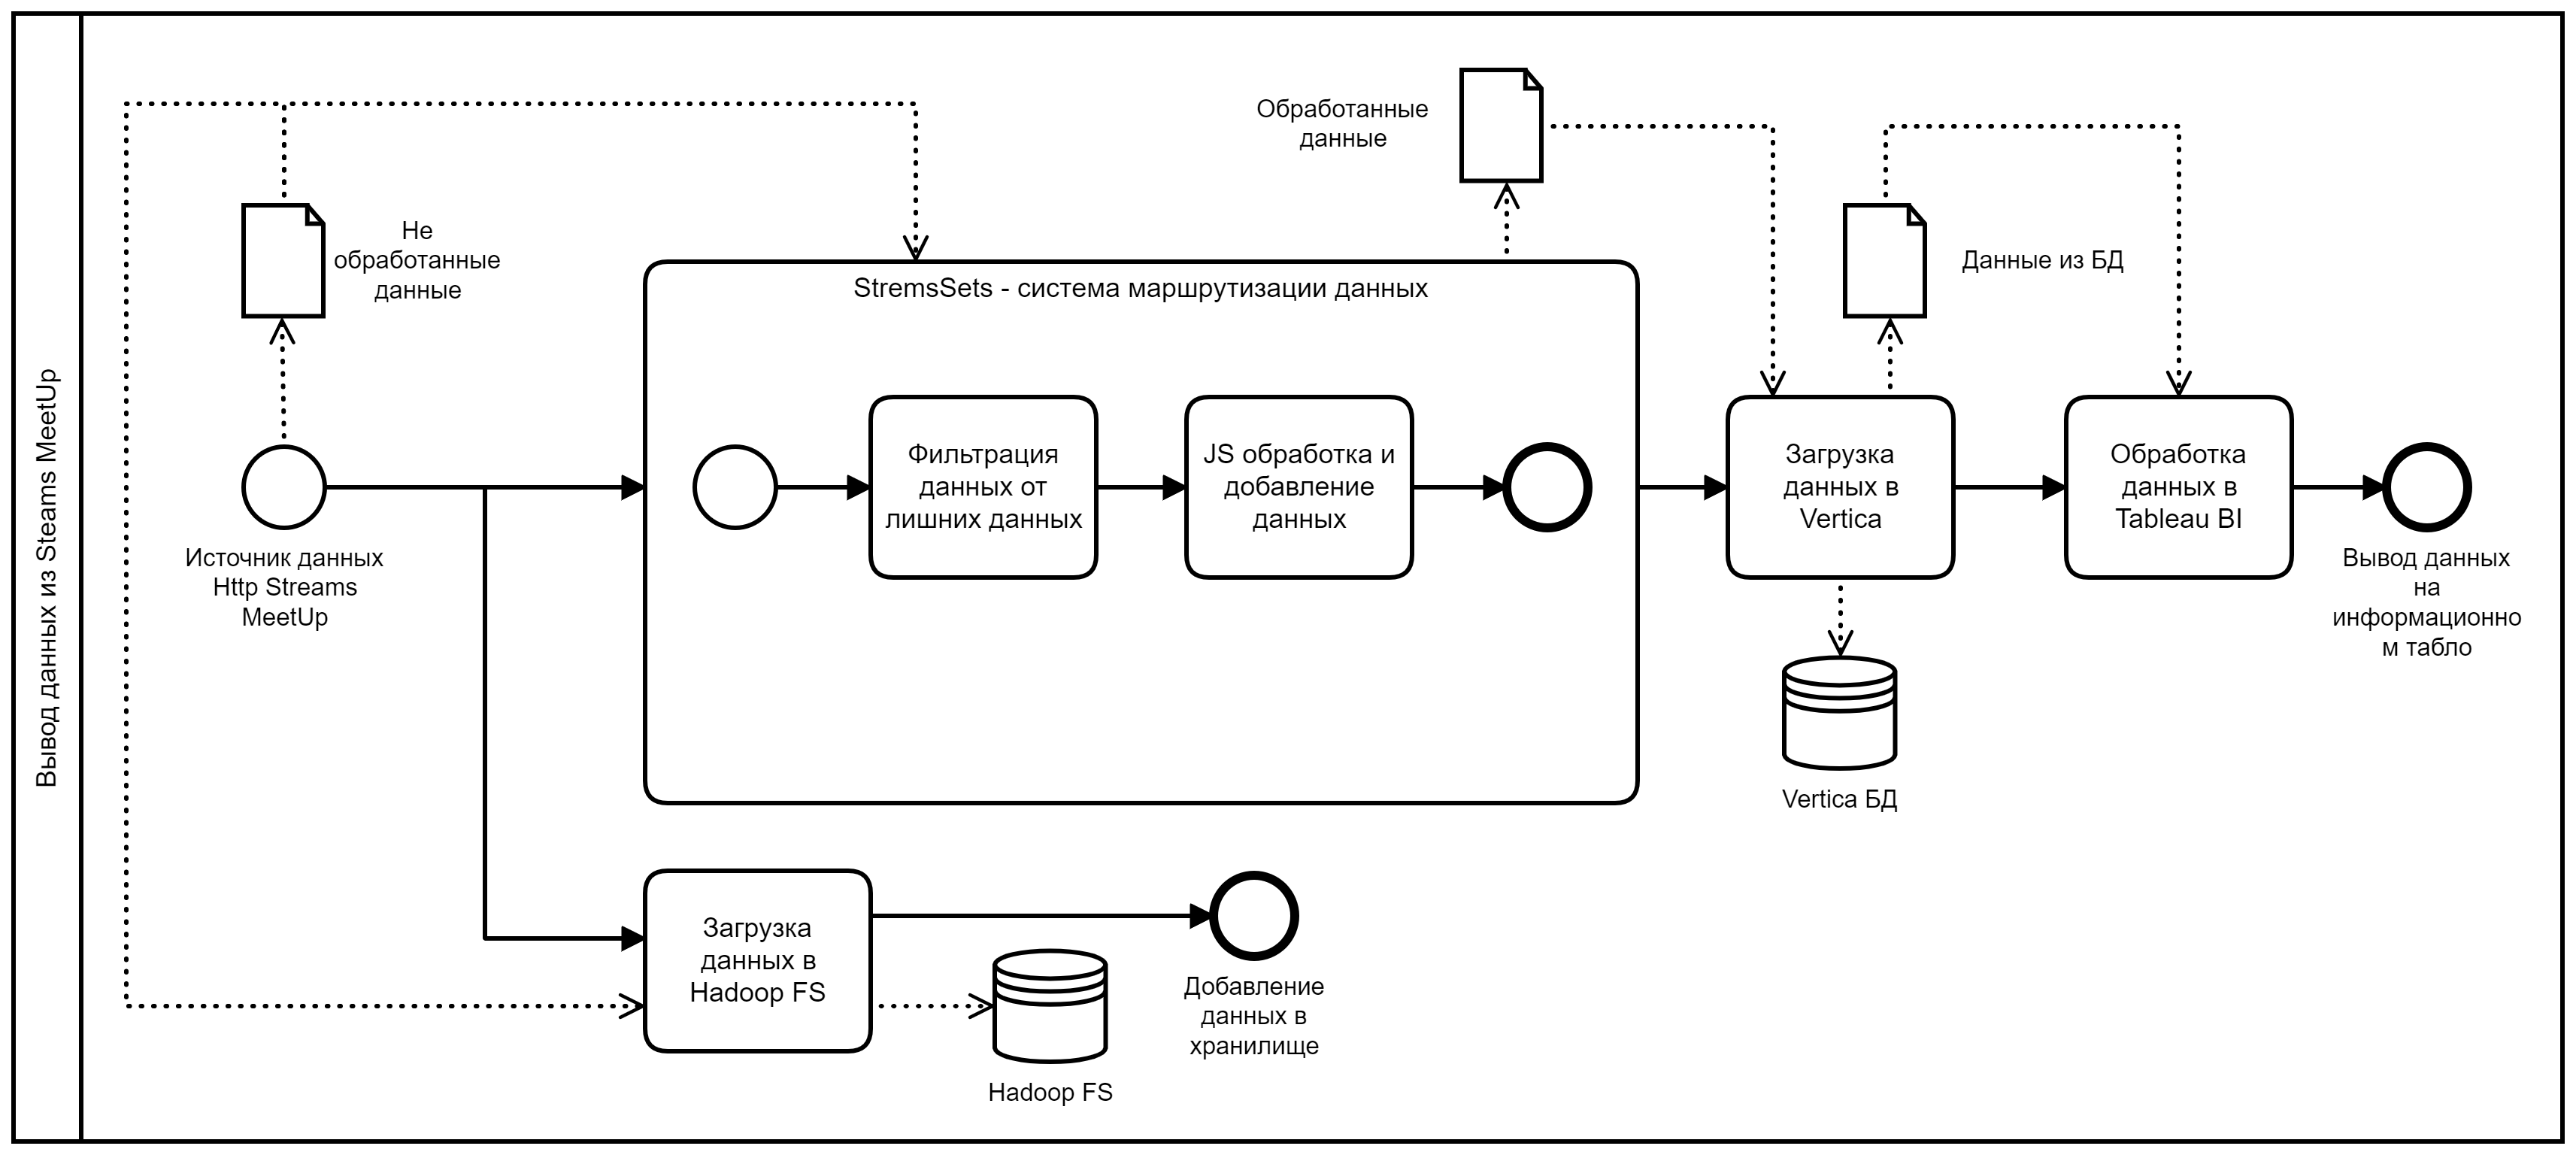 Вывод данных из Steams MeetUp
Не
обработанные
данные
Обработанные
данные
Данные из БД
StremsSets - система маршрутизации данных
Фильтрация
данных от
лишних данных
JS обработка и
добавление
данных
Загрузка
данных в
Vertica
Обработка
данных в
Tableau BI
Источник данных
Http Streams
MeetUp
Вывод данных
на
информационно
м табло
Vertica БД
Загрузка
данных в
Hadoop FS
Добавление
данных в
хранилище
Hadoop FS